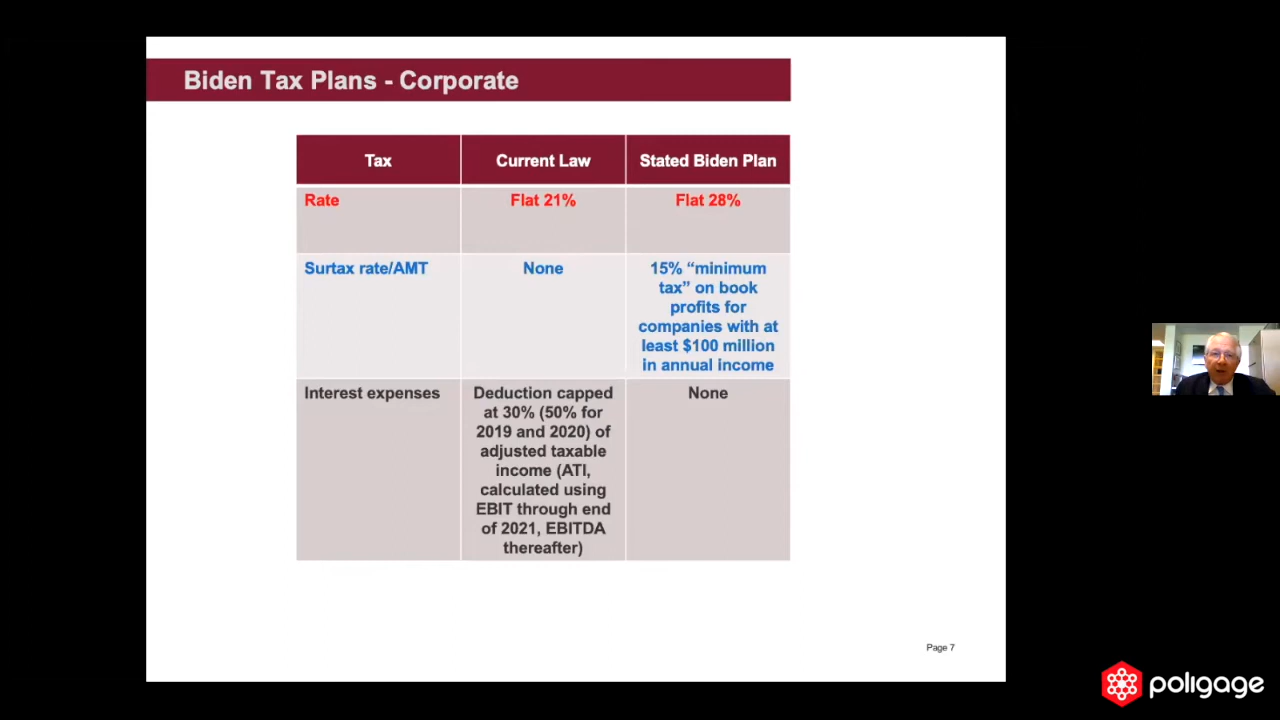 Biden Tax Plans - Corporate
Tax
Current Law
Stated Biden Plan
Rate
Flat 21%
Flat 28%
Surtax rate/AMT
None
15% “minimum
tax” on book
profits for
companies with at
least $100 million
in annual income
Interest expenses
Deduction capped
at 30% (50% for
2019 and 2020) of
adjusted taxable
income (ATI,
calculated using
EBIT through end
of 2021, EBITDA
thereafter)
None
Page 7
poligage